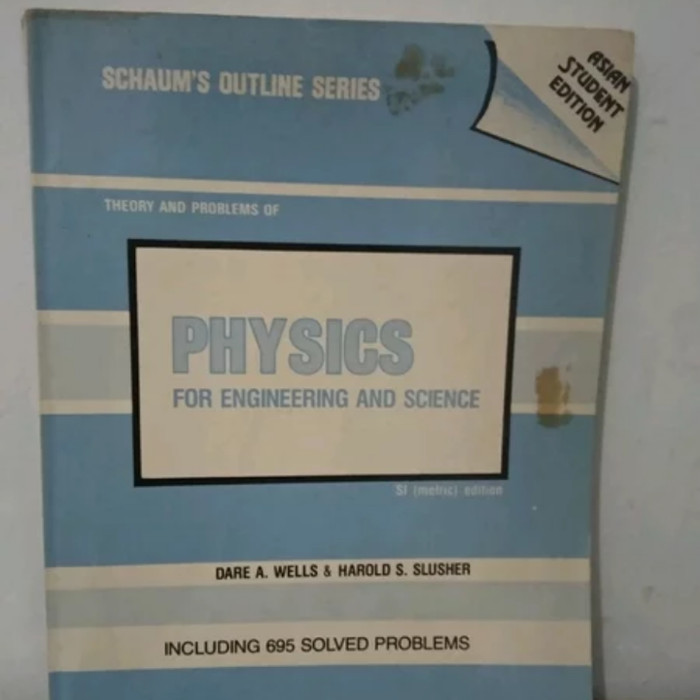 SCHAUM'S OUTLINE SERIES
ASIAN
STUDENT
EDITION
THEORY AND PROBLEMS OF
PHYSICS
FOR ENGINEERING AND SCIENCE
SI (metric) edition
DARE A. WELLS & HAROLD S. SLUSHER
INCLUDING 695 SOLVED PROBLEMS